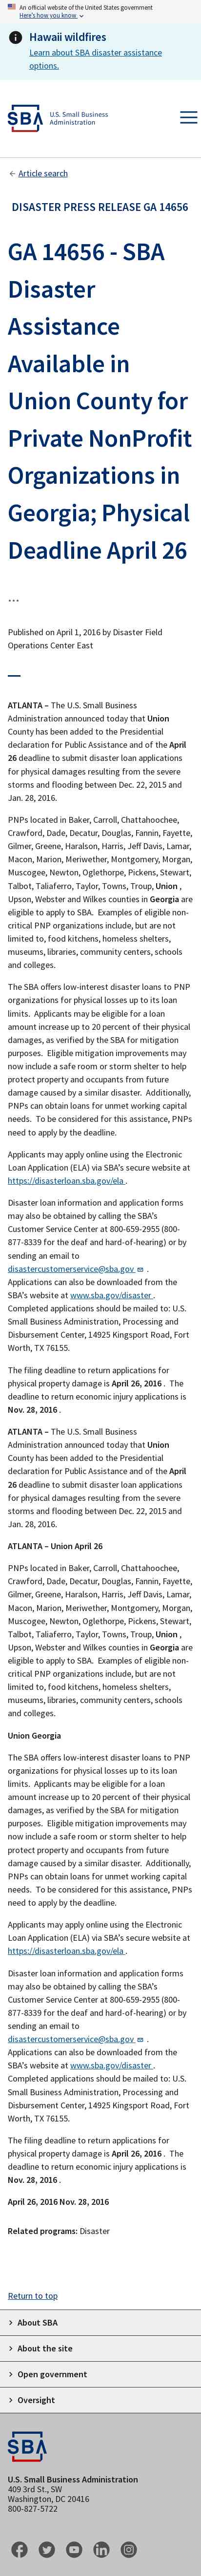 An official website of the United States government
Here's how you know
Hawaii wildfires
Learn about SBA disaster assistance
options.
SBA
U.S. Small Business
Administration
Article search
DISASTER PRESS RELEASE GA 14656
GA 14656 - SBA
Disaster
Assistance
Available in
Union County for
Private NonProfit
Organizations in
Georgia; Physical
Deadline April 26
...
Published on April 1, 2016 by Disaster Field
Operations Center East
ATLANTA – The U.S. Small Business
Administration announced today that Union
County has been added to the Presidential
declaration for Public Assistance and of the April
26 deadline to submit disaster loan applications
for physical damages resulting from the severe
storms and flooding between Dec. 22, 2015 and
Jan. 28, 2016.
PNPs located in Baker, Carroll, Chattahoochee,
Crawford, Dade, Decatur, Douglas, Fannin, Fayette,
Gilmer, Greene, Haralson, Harris, Jeff Davis, Lamar,
Macon, Marion, Meriwether, Montgomery, Morgan,
Muscogee, Newton, Oglethorpe, Pickens, Stewart,
Talbot, Taliaferro, Taylor, Towns, Troup, Union ,
Upson, Webster and Wilkes counties in Georgia are
eligible to apply to SBA.  Examples of eligible non-
critical PNP organizations include, but are not
limited to, food kitchens, homeless shelters,
museums, libraries, community centers, schools
and colleges.
The SBA offers low-interest disaster loans to PNP
organizations for physical losses up to its loan
limits.  Applicants may be eligible for a loan
amount increase up to 20 percent of their physical
damages, as verified by the SBA for mitigation
purposes.  Eligible mitigation improvements may
now include a safe room or storm shelter to help
protect property and occupants from future
damage caused by a similar disaster.  Additionally,
PNPs can obtain loans for unmet working capital
needs.  To be considered for this assistance, PNPs
need to apply by the deadline.
Applicants may apply online using the Electronic
Loan Application (ELA) via SBA's secure website at
https://disasterloan.sba.gov/ela .
Disaster loan information and application forms
may also be obtained by calling the SBA's
Customer Service Center at 800-659-2955 (800-
877-8339 for the deaf and hard-of-hearing) or by
sending an email to
disastercustomerservice@sba.gov .
Applications can also be downloaded from the
SBA's website at www.sba.gov/disaster .
Completed applications should be mailed to: U.S.
Small Business Administration, Processing and
Disbursement Center, 14925 Kingsport Road, Fort
Worth, TX 76155.
The filing deadline to return applications for
physical property damage is April 26, 2016 .  The
deadline to return economic injury applications is
Nov. 28, 2016 .
ATLANTA – The U.S. Small Business
Administration announced today that Union
County has been added to the Presidential
declaration for Public Assistance and of the April
26 deadline to submit disaster loan applications
for physical damages resulting from the severe
storms and flooding between Dec. 22, 2015 and
Jan. 28, 2016.
ATLANTA – Union April 26
PNPs located in Baker, Carroll, Chattahoochee,
Crawford, Dade, Decatur, Douglas, Fannin, Fayette,
Gilmer, Greene, Haralson, Harris, Jeff Davis, Lamar,
Macon, Marion, Meriwether, Montgomery, Morgan,
Muscogee, Newton, Oglethorpe, Pickens, Stewart,
Talbot, Taliaferro, Taylor, Towns, Troup, Union ,
Upson, Webster and Wilkes counties in Georgia are
eligible to apply to SBA.  Examples of eligible non-
critical PNP organizations include, but are not
limited to, food kitchens, homeless shelters,
museums, libraries, community centers, schools
and colleges.
Union Georgia
The SBA offers low-interest disaster loans to PNP
organizations for physical losses up to its loan
limits.  Applicants may be eligible for a loan
amount increase up to 20 percent of their physical
damages, as verified by the SBA for mitigation
purposes.  Eligible mitigation improvements may
now include a safe room or storm shelter to help
protect property and occupants from future
damage caused by a similar disaster.  Additionally,
PNPs can obtain loans for unmet working capital
needs.  To be considered for this assistance, PNPs
need to apply by the deadline.
Applicants may apply online using the Electronic
Loan Application (ELA) via SBA's secure website at
https://disasterloan.sba.gov/ela .
Disaster loan information and application forms
may also be obtained by calling the SBA's
Customer Service Center at 800-659-2955 (800-
877-8339 for the deaf and hard-of-hearing) or by
sending an email to
disastercustomerservice@sba.gov .
Applications can also be downloaded from the
SBA's website at www.sba.gov/disaster .
Completed applications should be mailed to: U.S.
Small Business Administration, Processing and
Disbursement Center, 14925 Kingsport Road, Fort
Worth, TX 76155.
The filing deadline to return applications for
physical property damage is April 26, 2016 .  The
deadline to return economic injury applications is
Nov. 28, 2016 .
April 26, 2016 Nov. 28, 2016
Related programs: Disaster
Return to top
About SBA
About the site
Open government
Oversight
SBA
U.S. Small Business Administration
409 3rd St., SW
Washington, DC 20416
800-827-5722